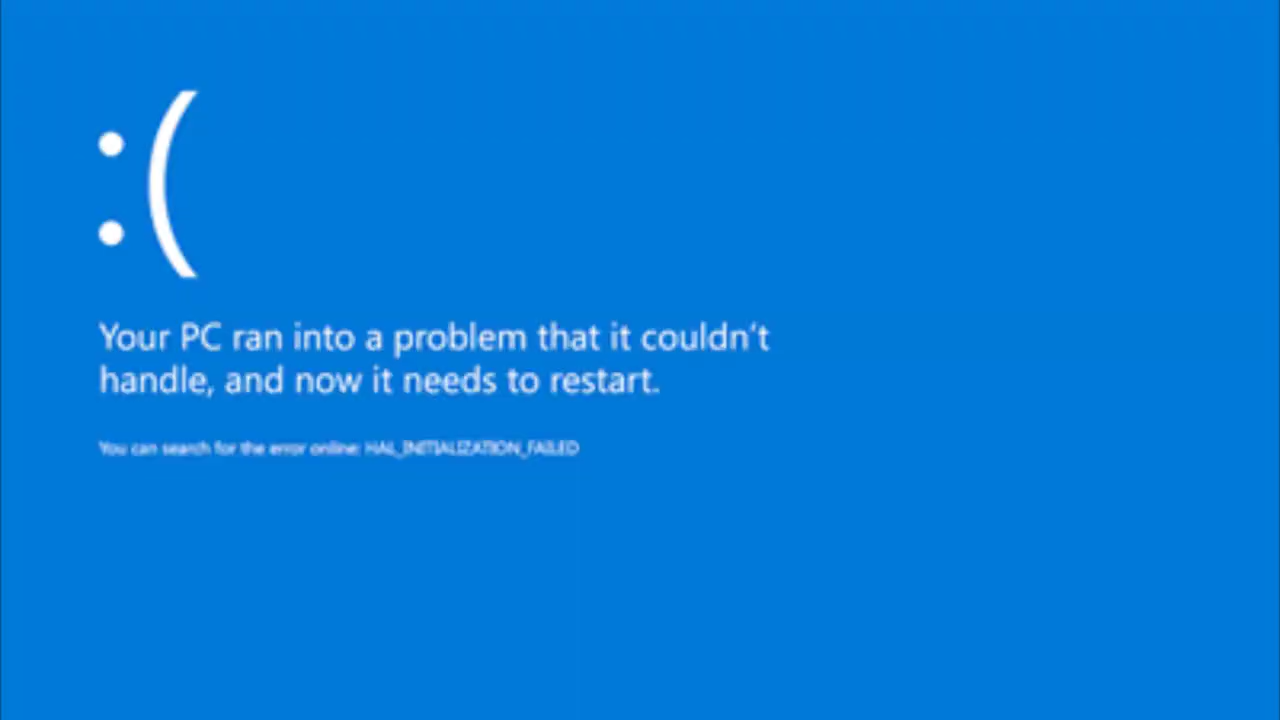 :(
Your PC ran into a problem that it couldn't
handle, and now it needs to restart.
You can search for the error online: HAL_INITIALIZATION_FAILED